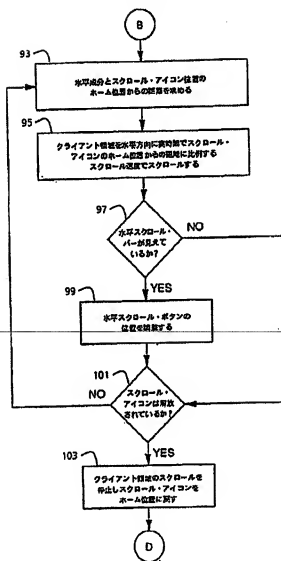 B
93
水平成分とスクロール・アイコン位置の
ホーム位置からの距離を求める
95
クライアント領域を水平方向に実時間でスクロール・
アイコンのホーム位置からの距離に比例する
スクロール速度でスクロールする
97
水平スクロール・
バーが見えて
いるか?
NO
YES
99
水平スクロール・ボタンの
位置を調整する
101
スクロール・
アイコンは解放
されているか?
NO
YES
103
クライアント領域のスクロールを
停止しスクロール・アイコンを
ホーム位置に戻す
D